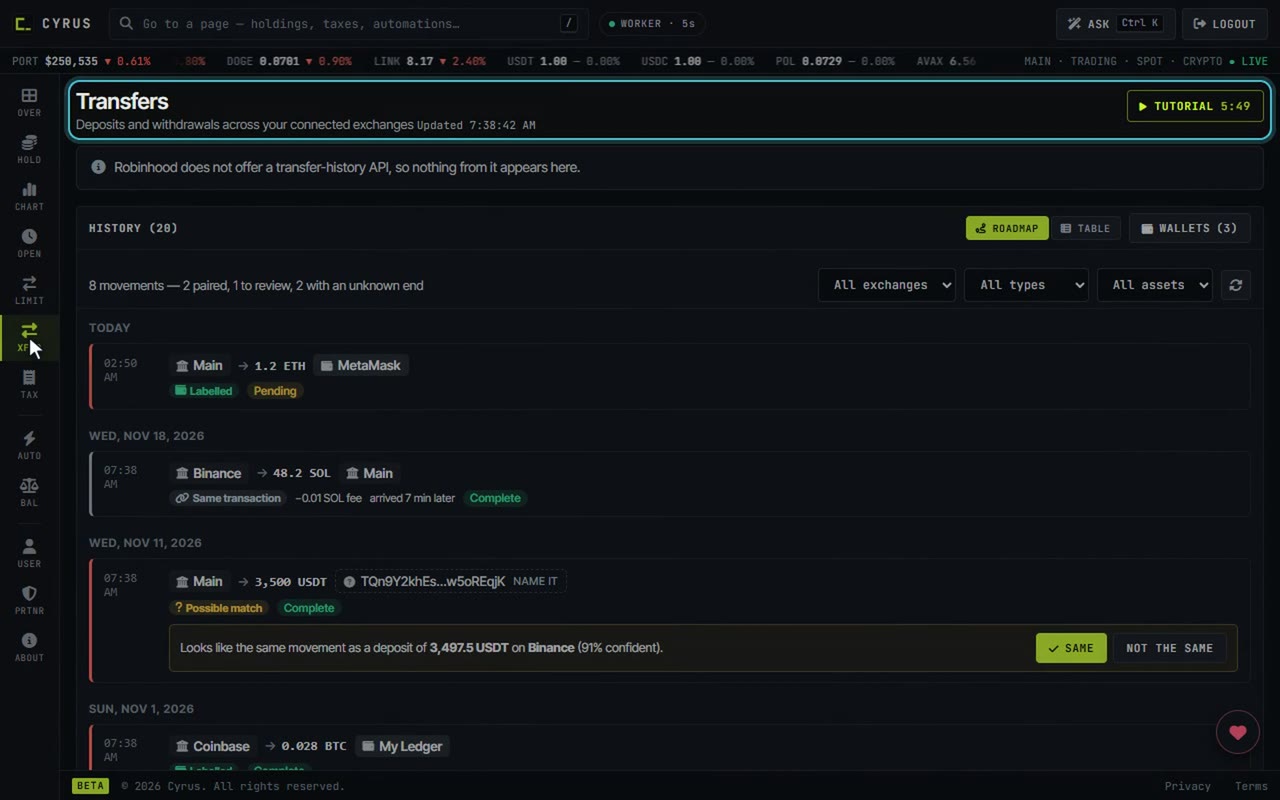 CYRUS
Go to a page — holdings, taxes, automations…
/
WORKER · 5s
ASK Ctrl K
LOGOUT
PORT $250,535 ▼ 0.61%
DOGE 0.0701 ▼ 0.90% LINK 8.17 ▼ 2.40% USDT 1.00 — 0.00% USDC 1.00 — 0.00% POL 0.0729 — 0.00% AVAX 6.56
MAIN · TRADING · SPOT · CRYPTO ● LIVE
OVER
HOLD
CHART
OPEN
LIMIT
TAX
AUTO
BAL
USER
PRTNR
ABOUT
Transfers
Deposits and withdrawals across your connected exchanges Updated 7:38:42 AM
▶ TUTORIAL 5:49
Robinhood does not offer a transfer-history API, so nothing from it appears here.
HISTORY (20)
ROADMAP
TABLE
WALLETS (3)
8 movements — 2 paired, 1 to review, 2 with an unknown end
All exchanges
All types
All assets
TODAY
02:50 AM
Main → 1.2 ETH MetaMask
Labelled Pending
WED, NOV 18, 2026
07:38 AM
Binance → 48.2 SOL Main
Same transaction −0.01 SOL fee arrived 7 min later Complete
WED, NOV 11, 2026
07:38 AM
Main → 3,500 USDT TQn9Y2khEs…w5oREqjK NAME IT
? Possible match Complete
Looks like the same movement as a deposit of 3,497.5 USDT on Binance (91% confident).
✓ SAME
NOT THE SAME
SUN, NOV 1, 2026
07:38 AM
Coinbase → 0.028 BTC My Ledger
Labelled Complete
BETA © 2026 Cyrus. All rights reserved.
Privacy Terms